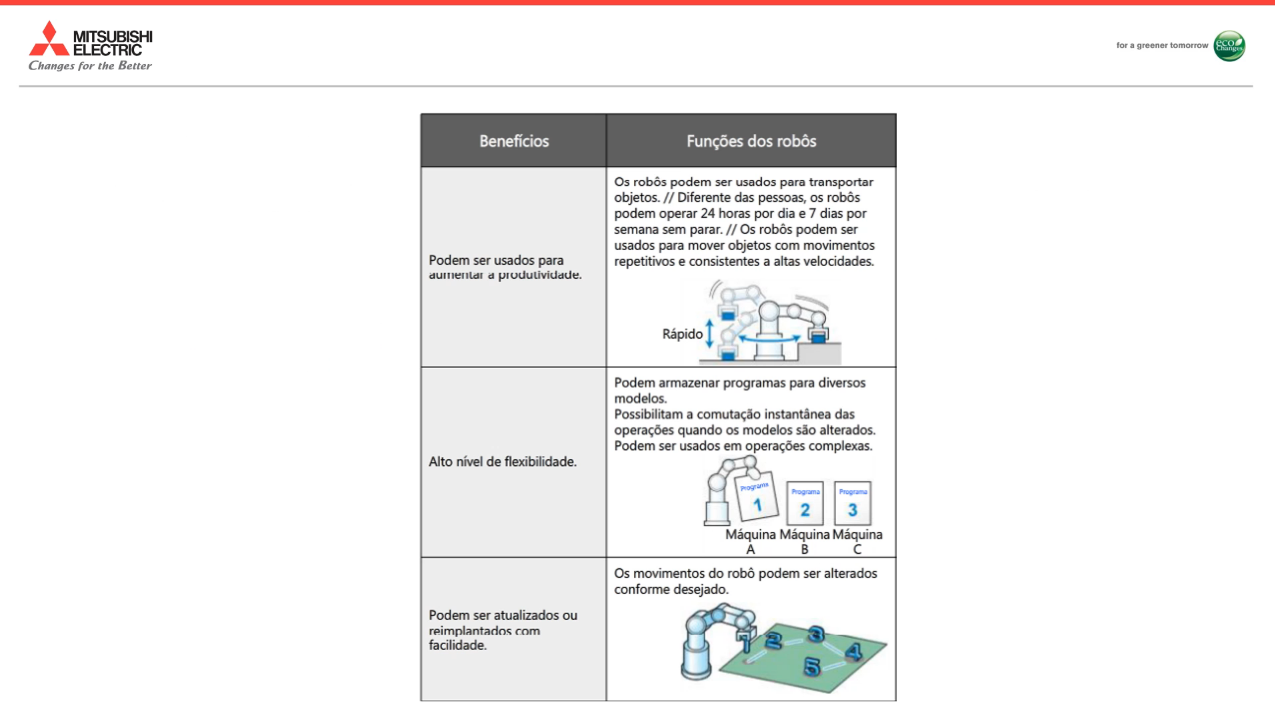 MITSUBISHI
ELECTRIC
Changes for the Better
for a greener tomorrow
eco
Changes
Benefícios
Funções dos robôs
Podem ser usados para
aumentar a produtividade.
Os robôs podem ser usados para transportar
objetos. // Diferente das pessoas, os robôs
podem operar 24 horas por dia e 7 dias por
semana sem parar. // Os robôs podem ser
usados para mover objetos com movimentos
repetitivos e consistentes a altas velocidades.
Rápido
Alto nível de flexibilidade.
Podem armazenar programas para diversos
modelos.
Possibilitam a comutação instantânea das
operações quando os modelos são alterados.
Podem ser usados em operações complexas.
Programa Programa Programa
1 2 3
Máquina Máquina Máquina
A B C
Podem ser atualizados ou
reimplantados com
facilidade.
Os movimentos do robô podem ser alterados
conforme desejado.
1 2 3 4 5